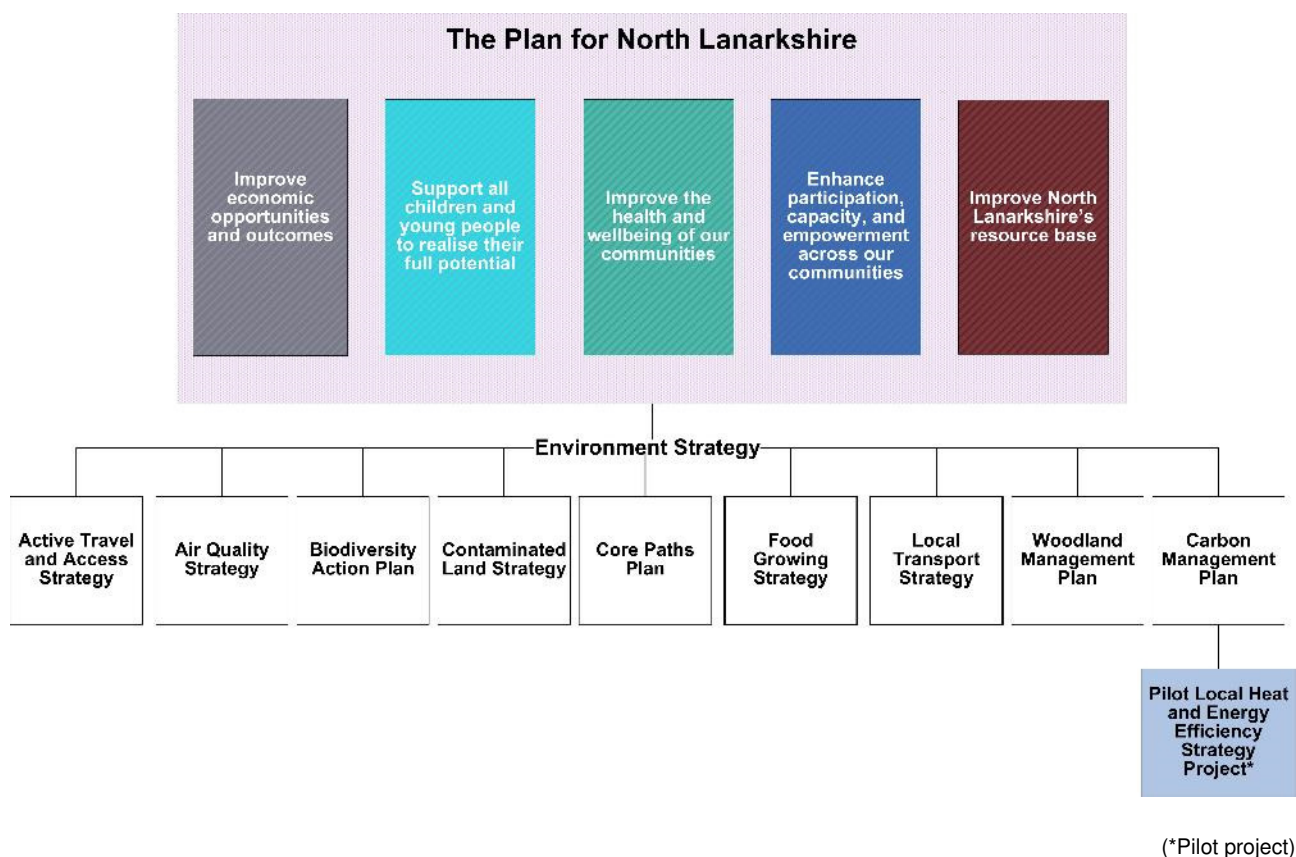 The Plan for North Lanarkshire
Improve
economic
opportunities
and outcomes
Support all
children and
young people
to realise their
full potential
Improve the
health and
wellbeing of our
communities
Enhance
participation,
capacity, and
empowerment
across our
communities
Improve North
Lanarkshire's
resource base
Environment Strategy
Active Travel
and Access
Strategy
Air Quality
Strategy
Biodiversity
Action Plan
Contaminated
Land Strategy
Core Paths
Plan
Food
Growing
Strategy
Local
Transport
Strategy
Woodland
Management
Plan
Carbon
Management
Plan
Pilot Local Heat
and Energy
Efficiency
Strategy
Project*
(*Pilot project)